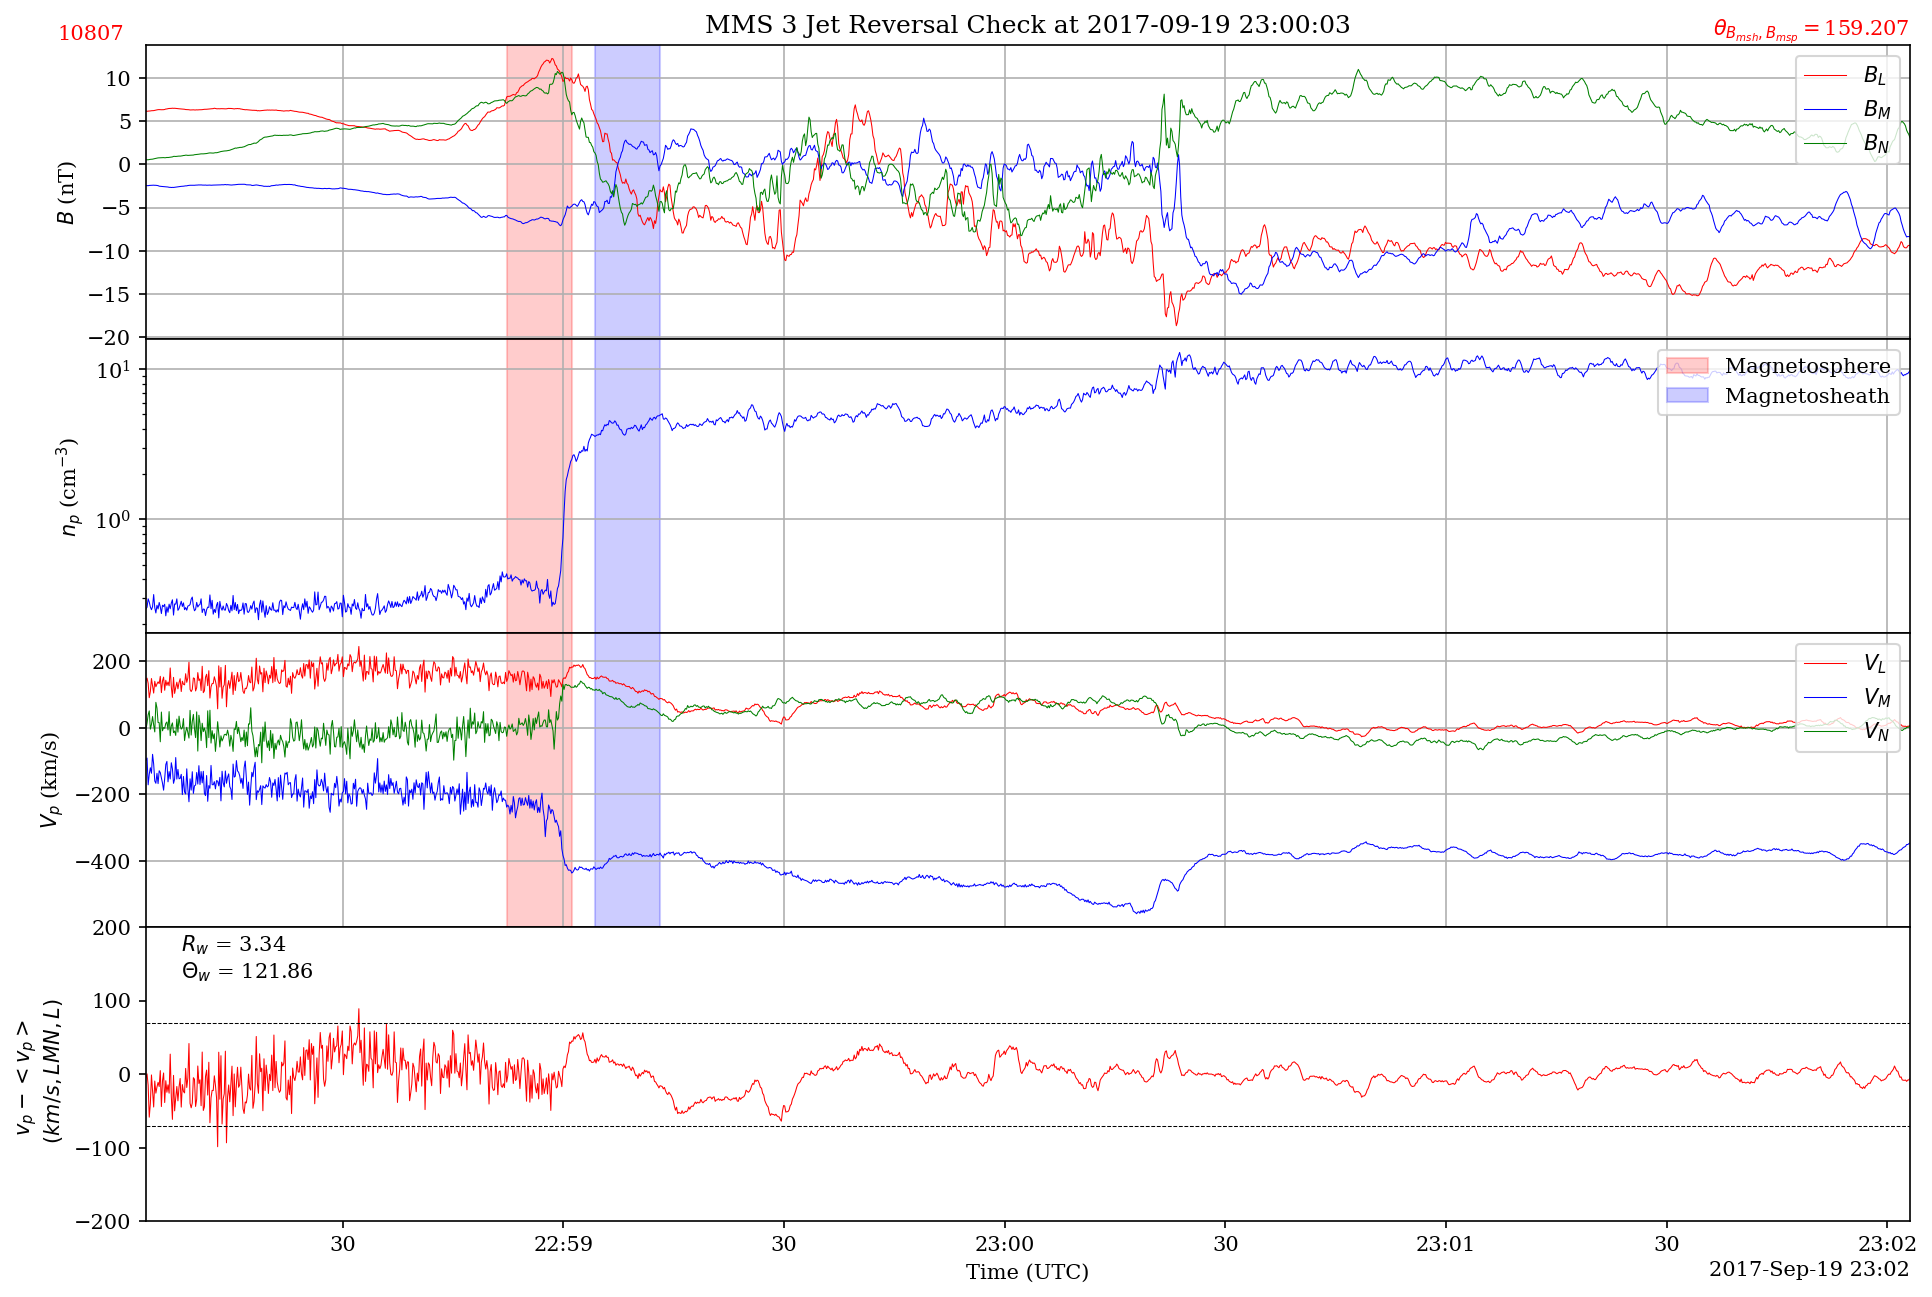 10807
MMS 3 Jet Reversal Check at 2017-09-19 23:00:03
θ_{B_{msh}, B_{msp}} = 159.207
10
5
0
−5
−10
−15
−20
B (nT)
B_L
B_M
B_N
10^1
10^0
n_p (cm^{−3})
Magnetosphere
Magnetosheath
200
0
−200
−400
V_p (km/s)
V_L
V_M
V_N
200
100
0
−100
−200
v_p − < v_p >
(km/s, LMN, L)
R_w = 3.34
Θ_w = 121.86
30
22:59
30
23:00
30
23:01
30
23:02
Time (UTC)
2017-Sep-19 23:02